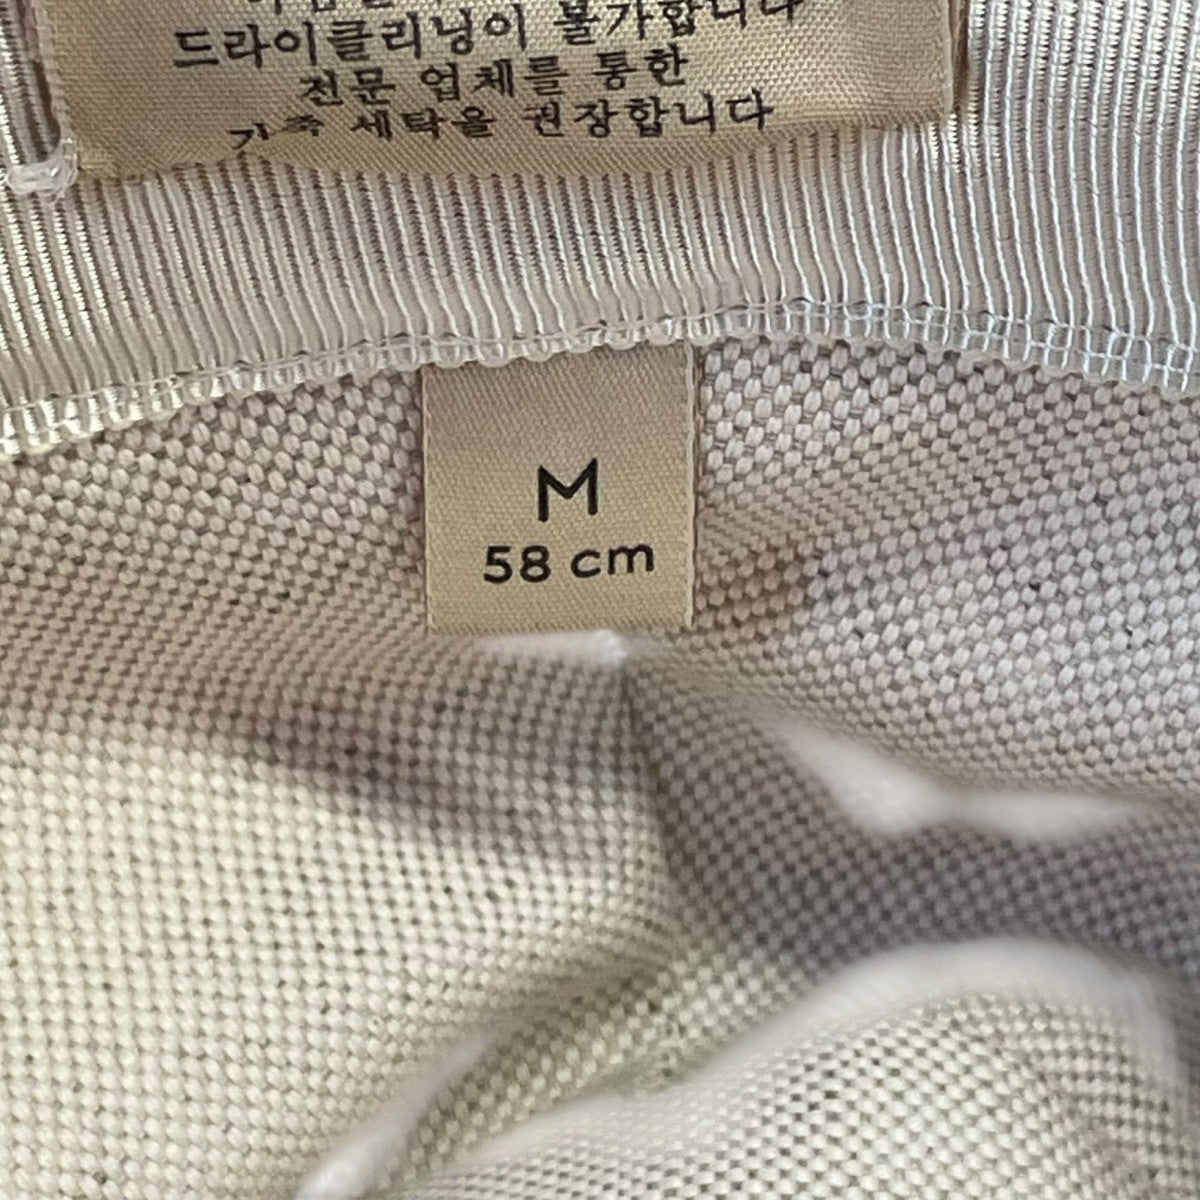 드라이클리닝이 불가합니다
전문 업체를 통한
가죽 세탁을 권장합니다
M
58 cm